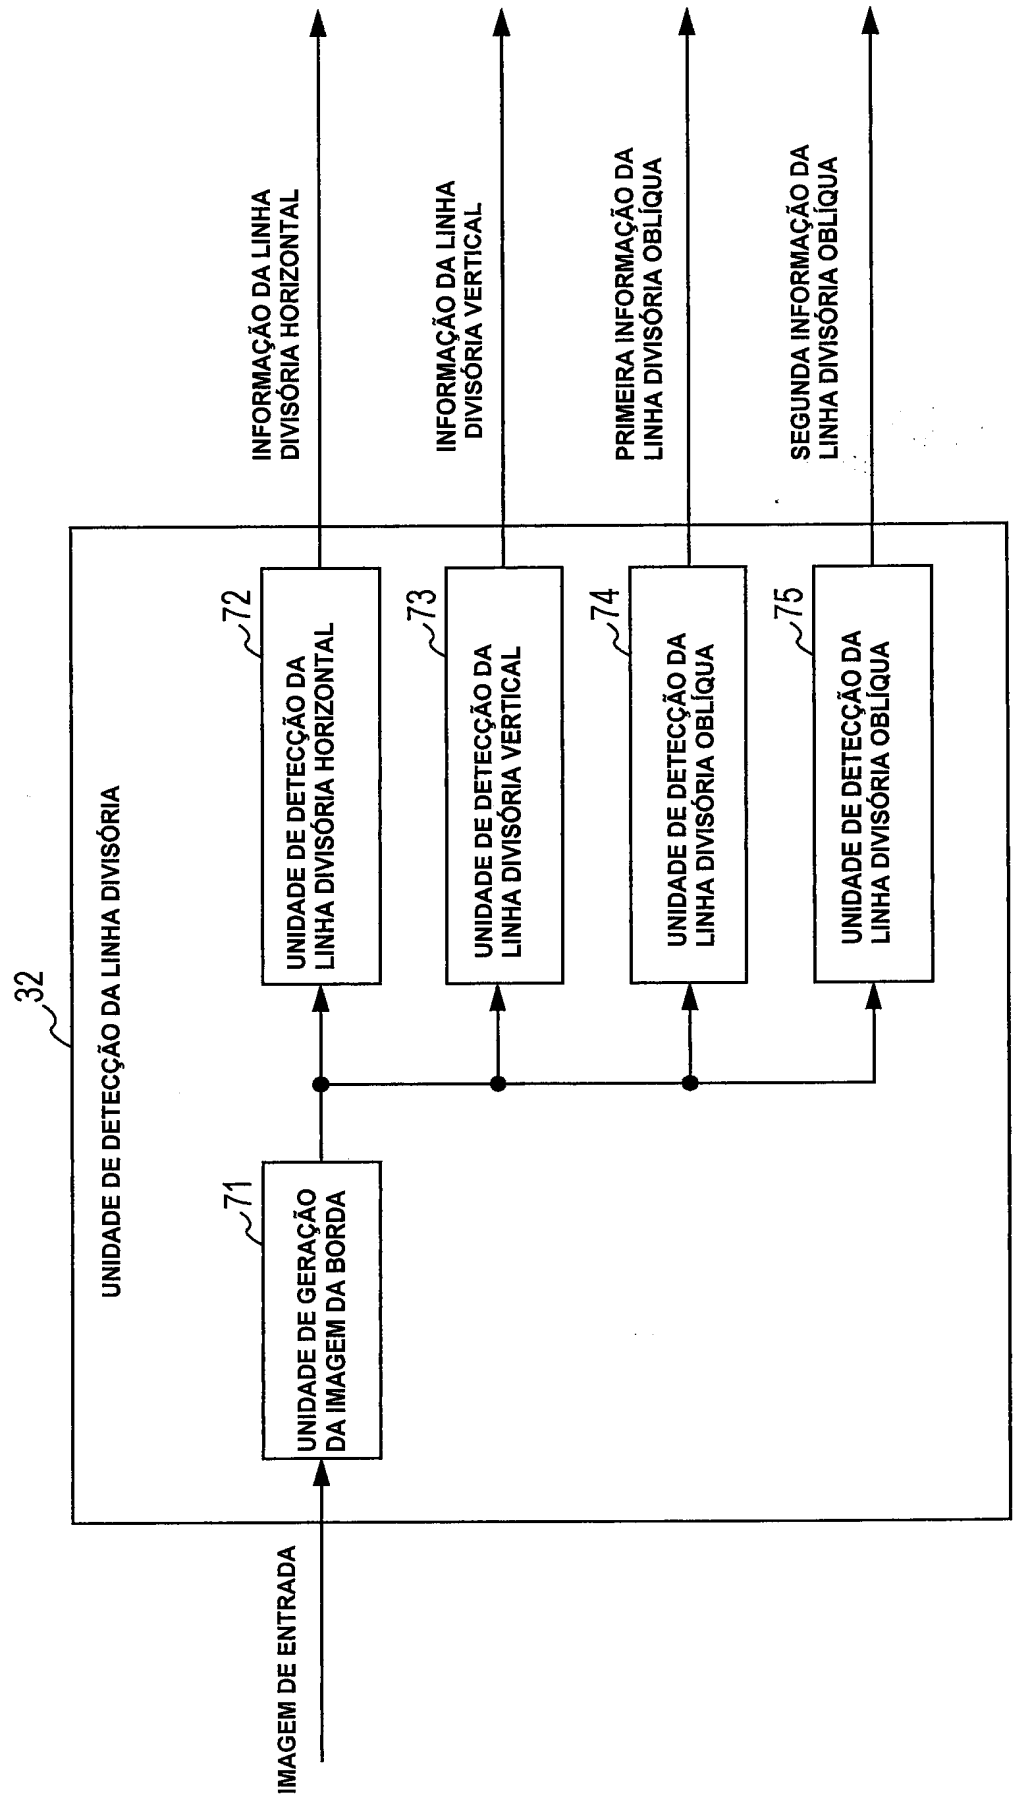 32
UNIDADE DE DETECÇÃO DA LINHA DIVISÓRIA
IMAGEM DE ENTRADA
71
UNIDADE DE GERAÇÃO
DA IMAGEM DA BORDA
72
UNIDADE DE DETECÇÃO DA
LINHA DIVISÓRIA HORIZONTAL
INFORMAÇÃO DA LINHA
DIVISÓRIA HORIZONTAL
73
UNIDADE DE DETECÇÃO DA
LINHA DIVISÓRIA VERTICAL
INFORMAÇÃO DA LINHA
DIVISÓRIA VERTICAL
74
UNIDADE DE DETECÇÃO DA
LINHA DIVISÓRIA OBLÍQUA
PRIMEIRA INFORMAÇÃO DA
LINHA DIVISÓRIA OBLÍQUA
75
UNIDADE DE DETECÇÃO DA
LINHA DIVISÓRIA OBLÍQUA
SEGUNDA INFORMAÇÃO DA
LINHA DIVISÓRIA OBLÍQUA